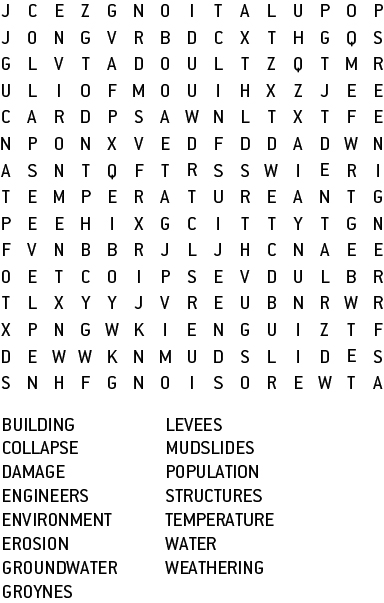 J C E Z G N O I T A L U P O P
J O N G V R B D C X T H G Q S
G L V T A D O U L T Z Q T M R
U L I O F M O U I H X Z J E E
C A R D P S A W N L T X T F E
N P O N X V E D F D D A D W N
A S N T Q F T R S S W I E R I
T E M P E R A T U R E A N T G
P E E H I X G C I T T Y T G N
F V N B B R J L J H C N A E E
O E T C O I P S E V D U L B R
T L X Y Y J V R E U B N R W R
X P N G W K I E N G U I Z T F
D E W W K N M U D S L I D E S
S N H F G N O I S O R E W T A
BUILDING LEVEES
COLLAPSE MUDSLIDES
DAMAGE POPULATION
ENGINEERS STRUCTURES
ENVIRONMENT TEMPERATURE
EROSION WATER
GROUNDWATER WEATHERING
GROYNES